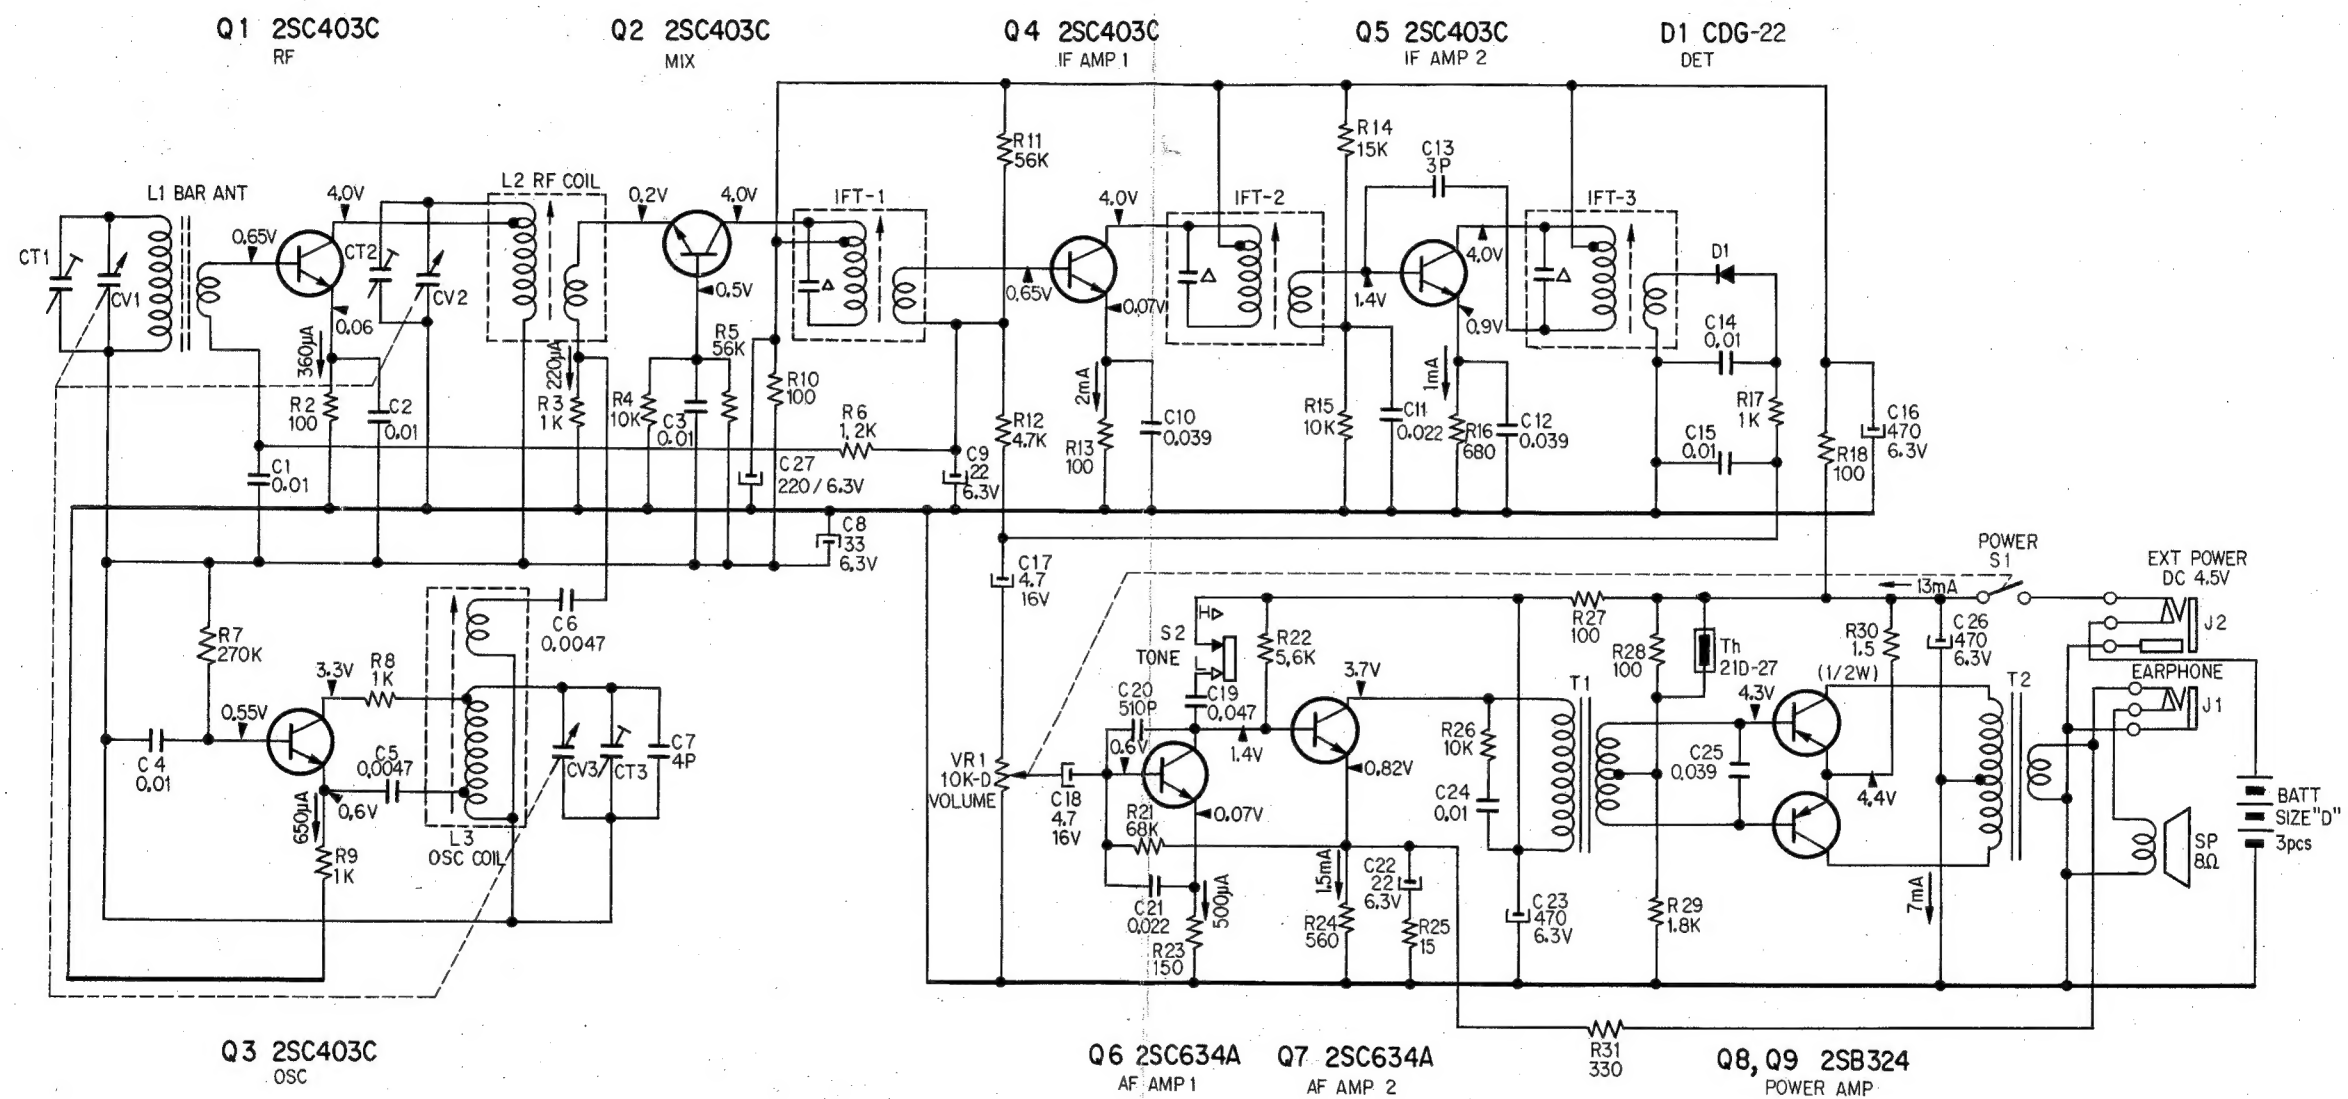 Q1 2SC403C
RF
Q2 2SC403C
MIX
Q4 2SC403C
IF AMP 1
Q5 2SC403C
IF AMP 2
D1 CDG-22
DET
L1 BAR ANT
4.0V
L2 RF COIL
0.2V
4.0V
IFT-1
R11
56K
4.0V
IFT-2
R14
15K
C13
3P
IFT-3
CT1
CV1
0.65V
CT2
CV2
0.06
0.5V
Δ
0.65V
0.07V
Δ
1.4V
4.0V
0.9V
Δ
D1
360μA
R2
100
C2
0.01
220μA
R3
1K
R4
10K
C3
0.01
R5
56K
R10
100
R6
1.2K
R12
4.7K
2mA
R13
100
C10
0.039
R15
10K
C11
0.022
1mA
R16
680
C12
0.039
C14
0.01
R17
1K
C15
0.01
R18
100
C16
470
6.3V
C1
0.01
C27
220/6.3V
C9
22
6.3V
C8
33
6.3V
C17
4.7
16V
POWER
S1
EXT POWER
DC 4.5V
13mA
J2
R7
270K
C6
0.0047
3.3V
R8
1K
0.55V
C4
0.01
C5
0.0047
0.6V
650μA
R9
1K
L3
OSC COIL
CV3
CT3
C7
4P
H
S2
TONE
L
R22
5.6K
R27
100
R28
100
Th
21D-27
R30
1.5
(1/2W)
C26
470
6.3V
EARPHONE
J1
C20
510P
C19
0.047
3.7V
T1
4.3V
T2
VR1
10K-D
VOLUME
0.6V
1.4V
0.82V
R26
10K
C25
0.039
4.4V
C18
4.7
16V
R21
68K
0.07V
C24
0.01
BATT
SIZE"D"
3pcs
SP
8Ω
C21
0.022
500μA
R23
150
1.5mA
R24
560
C22
22
6.3V
R25
15
C23
470
6.3V
R29
1.8K
7mA
R31
330
Q3 2SC403C
OSC
Q6 2SC634A
AF AMP 1
Q7 2SC634A
AF AMP 2
Q8, Q9 2SB324
POWER AMP